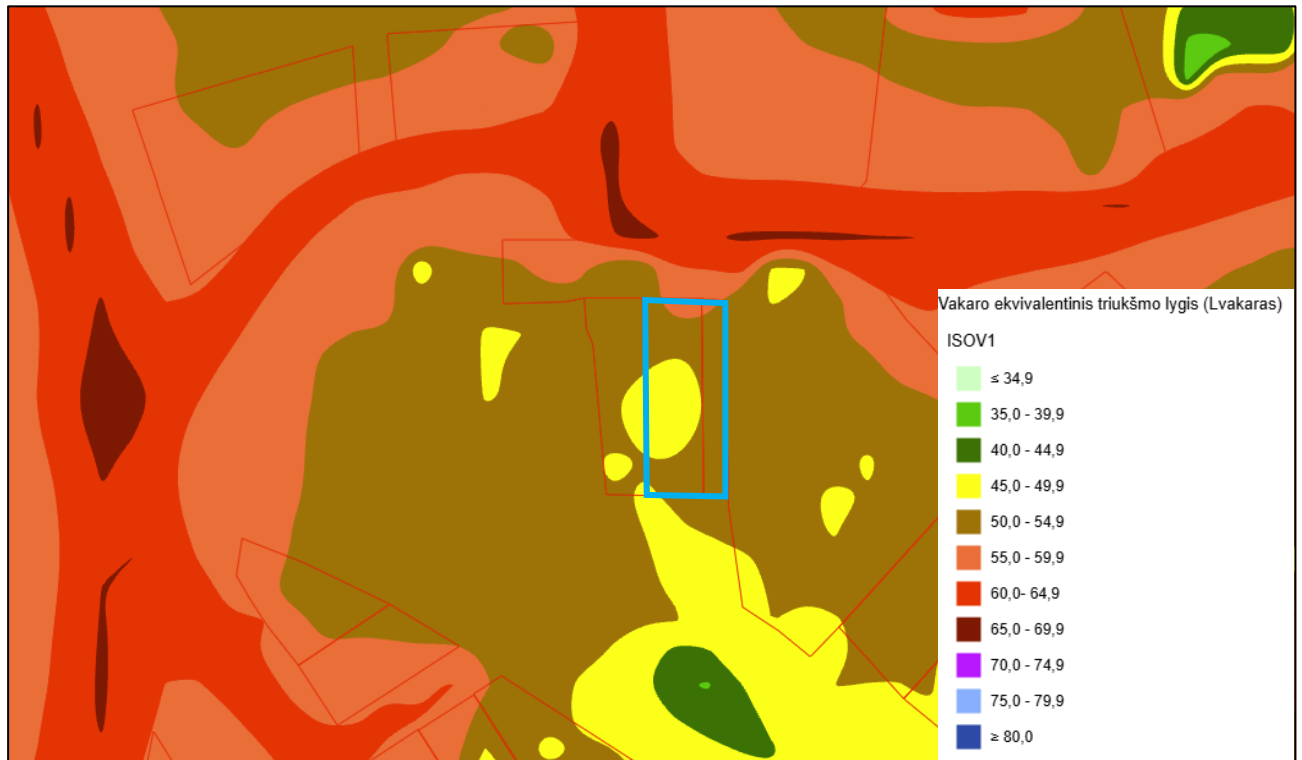 Vakaro ekvivalentinis triukšmo lygis (Lvakaras)
ISOV1
≤ 34,9
35,0 - 39,9
40,0 - 44,9
45,0 - 49,9
50,0 - 54,9
55,0 - 59,9
60,0- 64,9
65,0 - 69,9
70,0 - 74,9
75,0 - 79,9
≥ 80,0